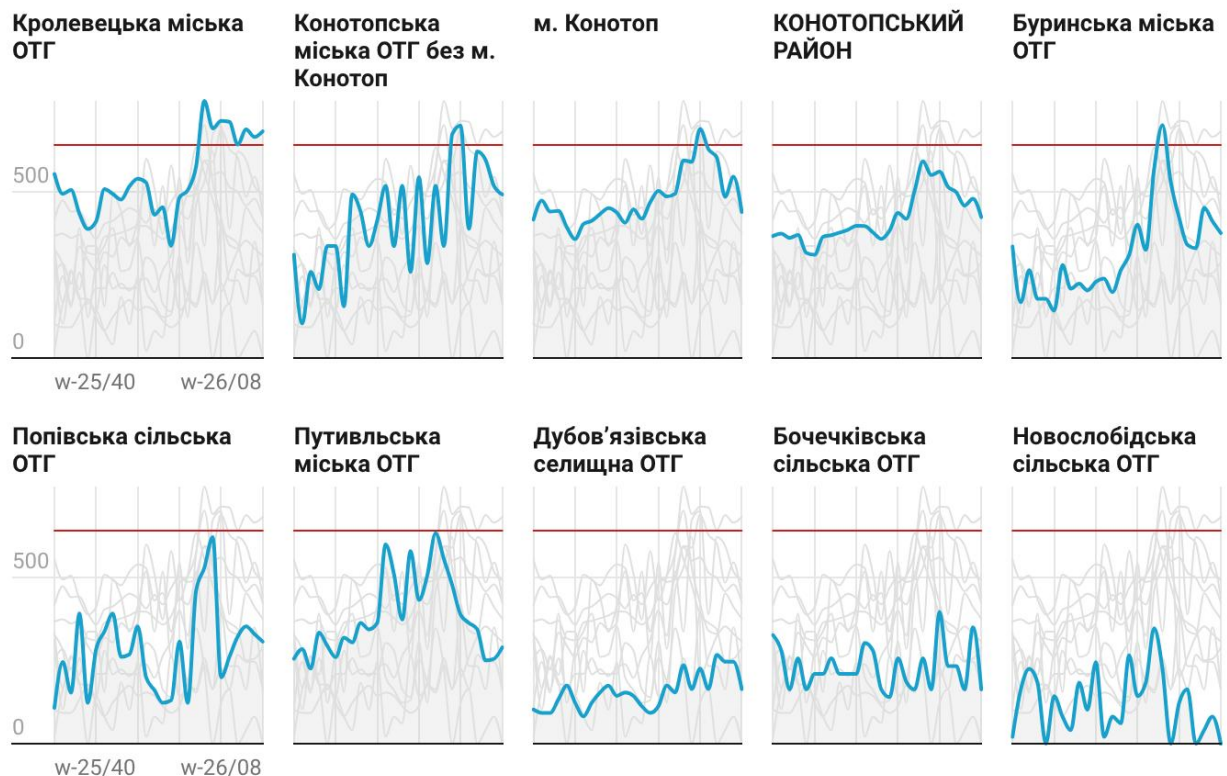 Кролевецька міська
ОТГ
Конотопська
міська ОТГ без м.
Конотоп
м. Конотоп
КОНОТОПСЬКИЙ
РАЙОН
Буринська міська
ОТГ
500
0
w-25/40
w-26/08
Попівська сільська
ОТГ
Путивльська
міська ОТГ
Дубов’язівська
селищна ОТГ
Бочечківська
сільська ОТГ
Новослобідська
сільська ОТГ
500
0
w-25/40
w-26/08